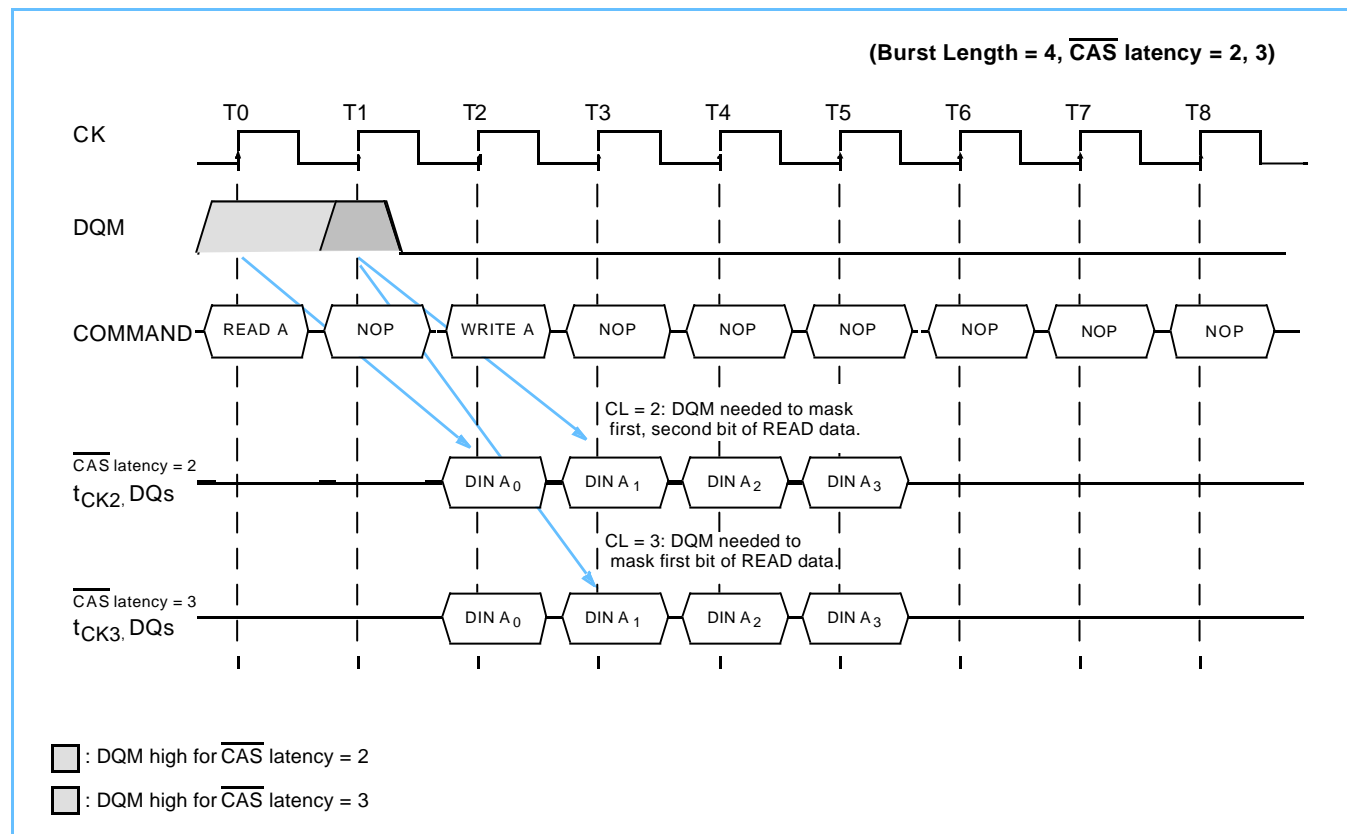 (Burst Length = 4, CAS latency = 2, 3)
T0 T1 T2 T3 T4 T5 T6 T7 T8
CK
DQM
COMMAND READ A NOP WRITE A NOP NOP NOP NOP NOP NOP
CL = 2: DQM needed to mask
first, second bit of READ data.
CAS latency = 2
tCK2, DQs
DIN A0 DIN A1 DIN A2 DIN A3
CL = 3: DQM needed to
mask first bit of READ data.
CAS latency = 3
tCK3, DQs
DIN A0 DIN A1 DIN A2 DIN A3
: DQM high for CAS latency = 2
: DQM high for CAS latency = 3